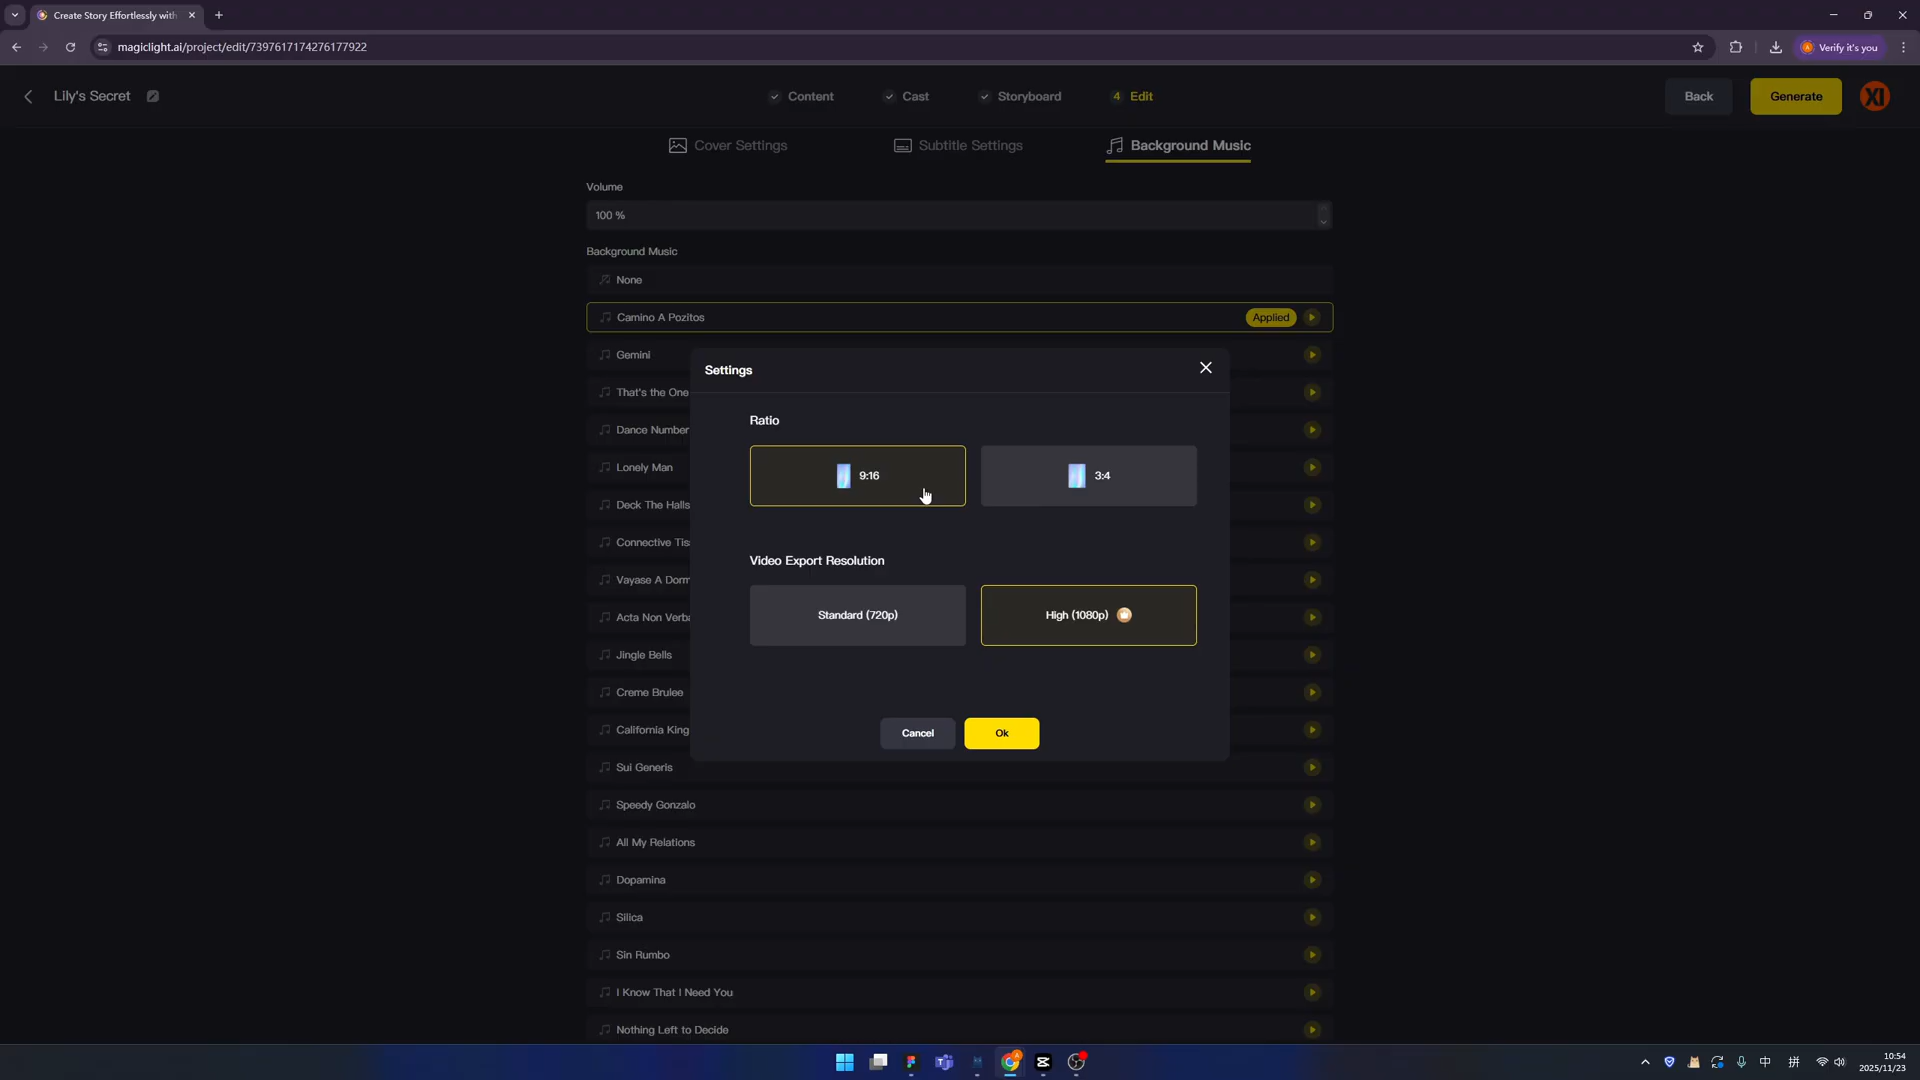 Create Story Effortlessly with
magiclight.ai/project/edit/7397617174276177922
Verify it's you
Lily's Secret
Content
Cast
Storyboard
4 Edit
Back
Generate
XI
Cover Settings
Subtitle Settings
Background Music
Volume
100 %
Background Music
None
Camino A Pozitos
Applied
Gemini
That's the One
Dance Number
Lonely Man
Deck The Halls
Connective Tis
Vayase A Dorm
Acta Non Verba
Jingle Bells
Creme Brulee
California King
Sui Generis
Speedy Gonzalo
All My Relations
Dopamina
Silica
Sin Rumbo
I Know That I Need You
Nothing Left to Decide
Settings
Ratio
9:16
3:4
Video Export Resolution
Standard (720p)
High (1080p)
Cancel
Ok
中
拼
10:54
2025/11/23